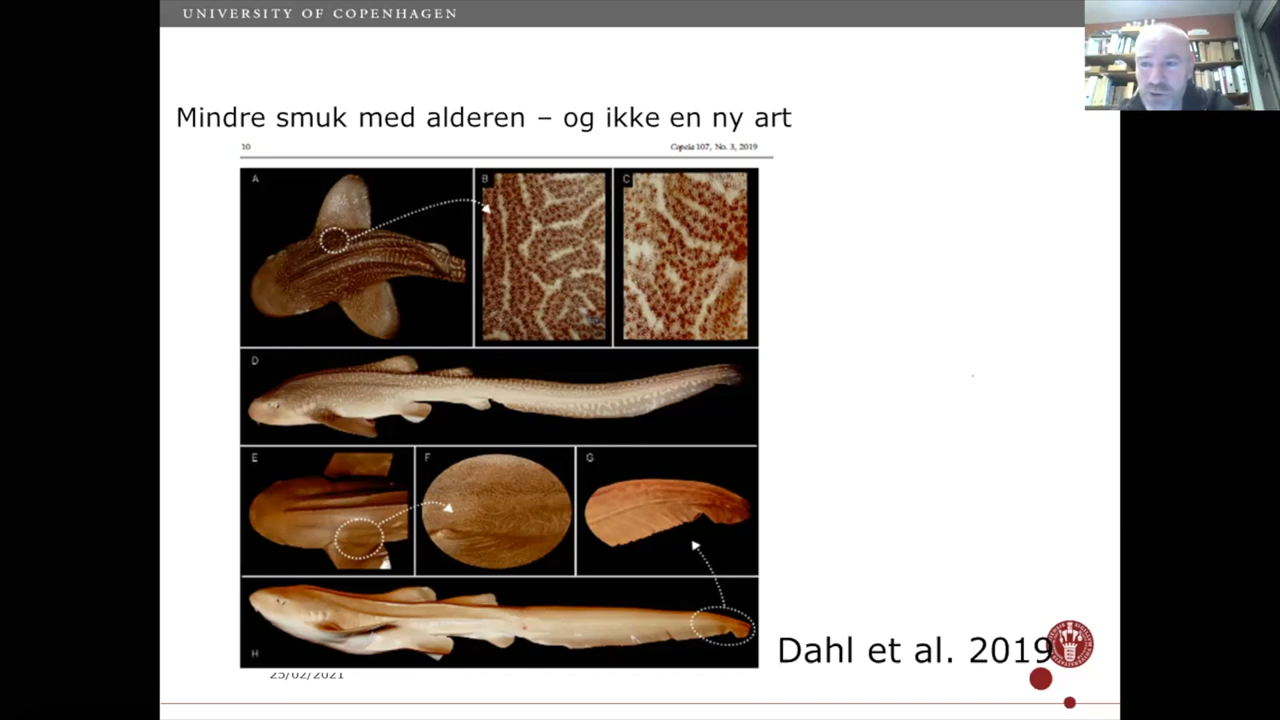 UNIVERSITY OF COPENHAGEN
Mindre smuk med alderen – og ikke en ny art
10
Copeia 107, No. 3, 2019
A
B
C
D
E
F
G
H
Dahl et al. 2019
25/02/2021